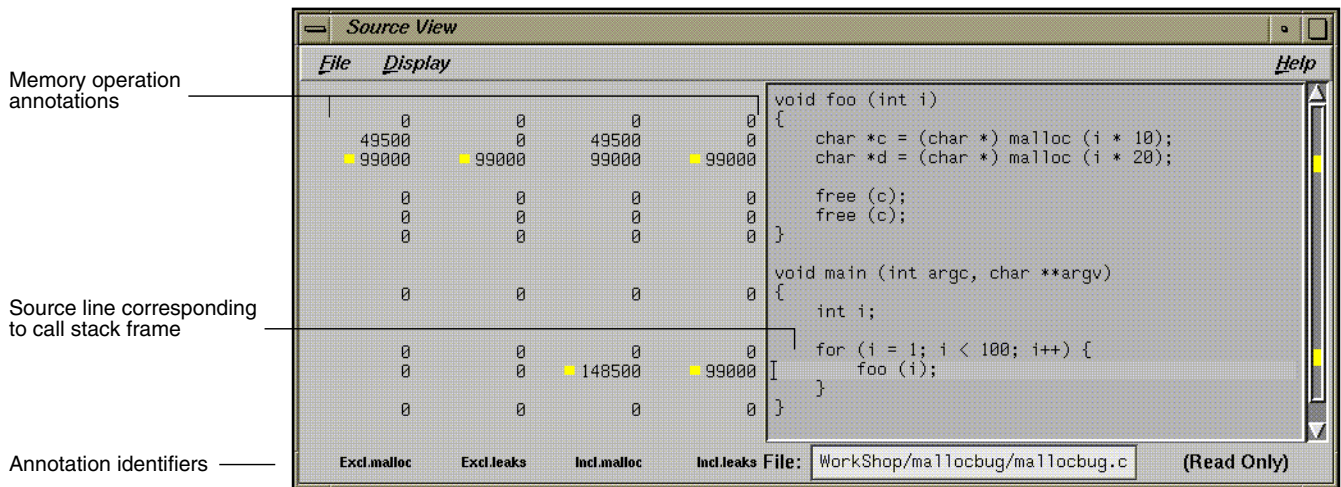 Source View
File Display Help
Memory operation
annotations
void foo (int i)
0 0 0 0 {
49500 0 49500 0 char *c = (char *) malloc (i * 10);
99000 99000 99000 99000 char *d = (char *) malloc (i * 20);
0 0 0 0 free (c);
0 0 0 0 free (c);
0 0 0 0 }
void main (int argc, char **argv)
0 0 0 0 {
int i;
Source line corresponding
to call stack frame
0 0 0 0 for (i = 1; i < 100; i++) {
0 0 148500 99000 foo (i);
}
0 0 0 0 }
Annotation identifiers
Excl.malloc Excl.leaks Incl.malloc Incl.leaks File: WorkShop/mallocbug/mallocbug.c (Read Only)